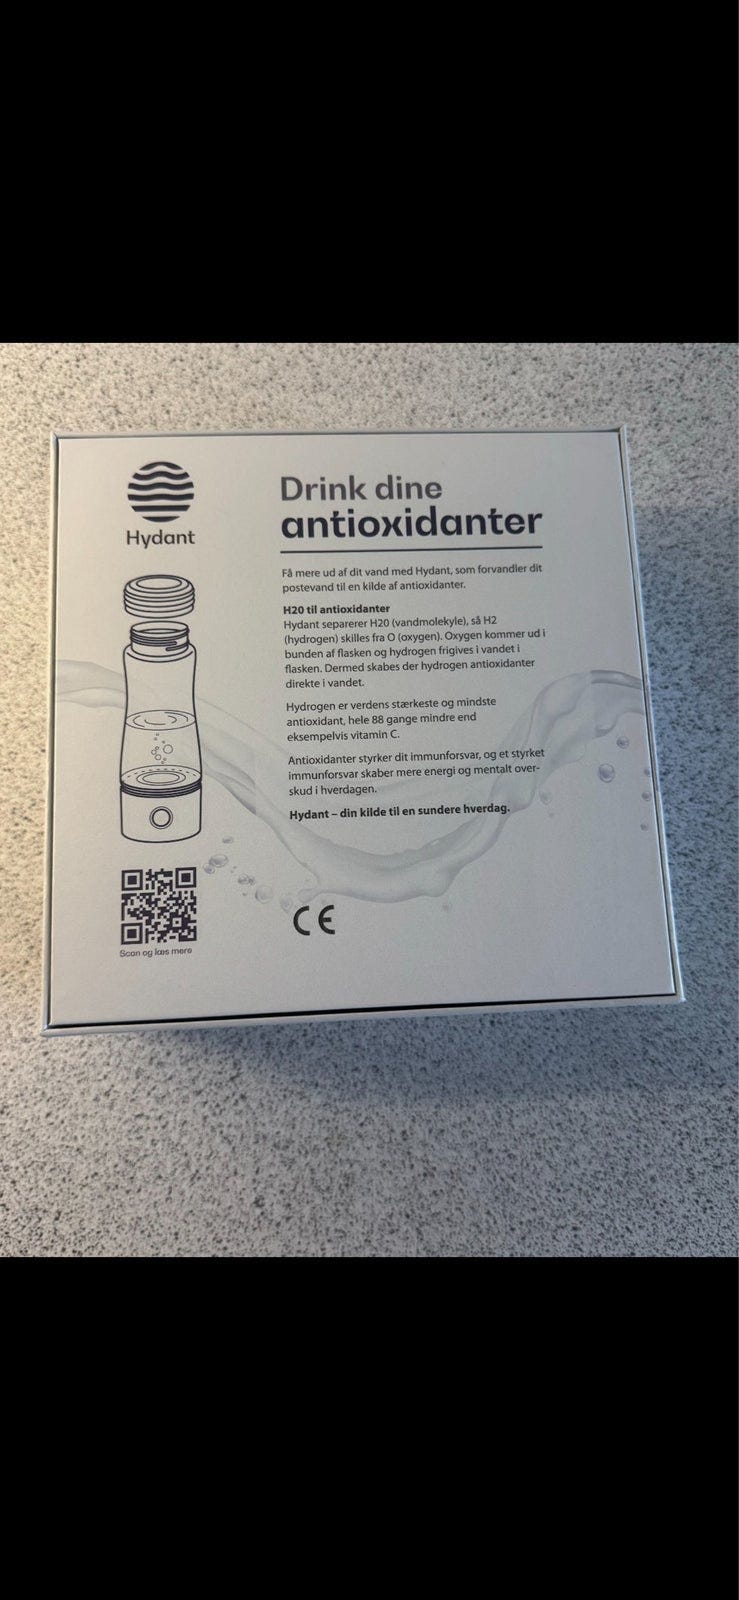 Hydant
Drink dine
antioxidanter
Få mere ud af dit vand med Hydant, som forvandler dit
postevand til en kilde af antioxidanter.
H20 til antioxidanter
Hydant separerer H20 (vandmolekyle), så H2
(hydrogen) skilles fra O (oxygen). Oxygen kommer ud i
bunden af flasken og hydrogen frigives i vandet i
flasken. Dermed skabes der hydrogen antioxidanter
direkte i vandet.
Hydrogen er verdens stærkeste og mindste
antioxidant, hele 88 gange mindre end
eksempelvis vitamin C.
Antioxidanter styrker dit immunforsvar, og et styrket
immunforsvar skaber mere energi og mentalt over-
skud i hverdagen.
Hydant – din kilde til en sundere hverdag.
Scan og læs mere
CE